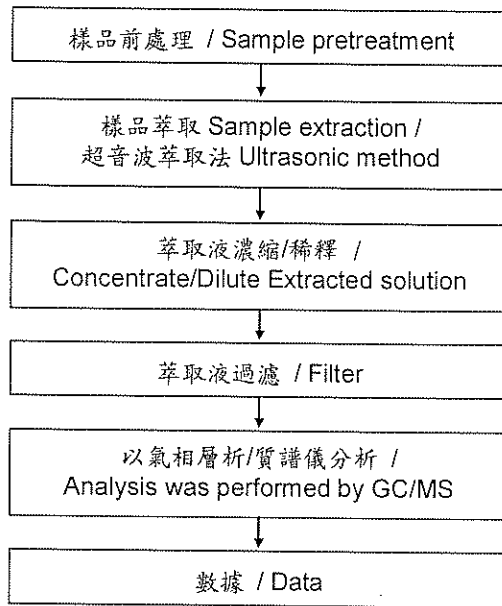 樣品前處理 / Sample pretreatment
樣品萃取 Sample extraction /
超音波萃取法 Ultrasonic method
萃取液濃縮/稀釋 /
Concentrate/Dilute Extracted solution
萃取液過濾 / Filter
以氣相層析/質譜儀分析 /
Analysis was performed by GC/MS
數據 / Data